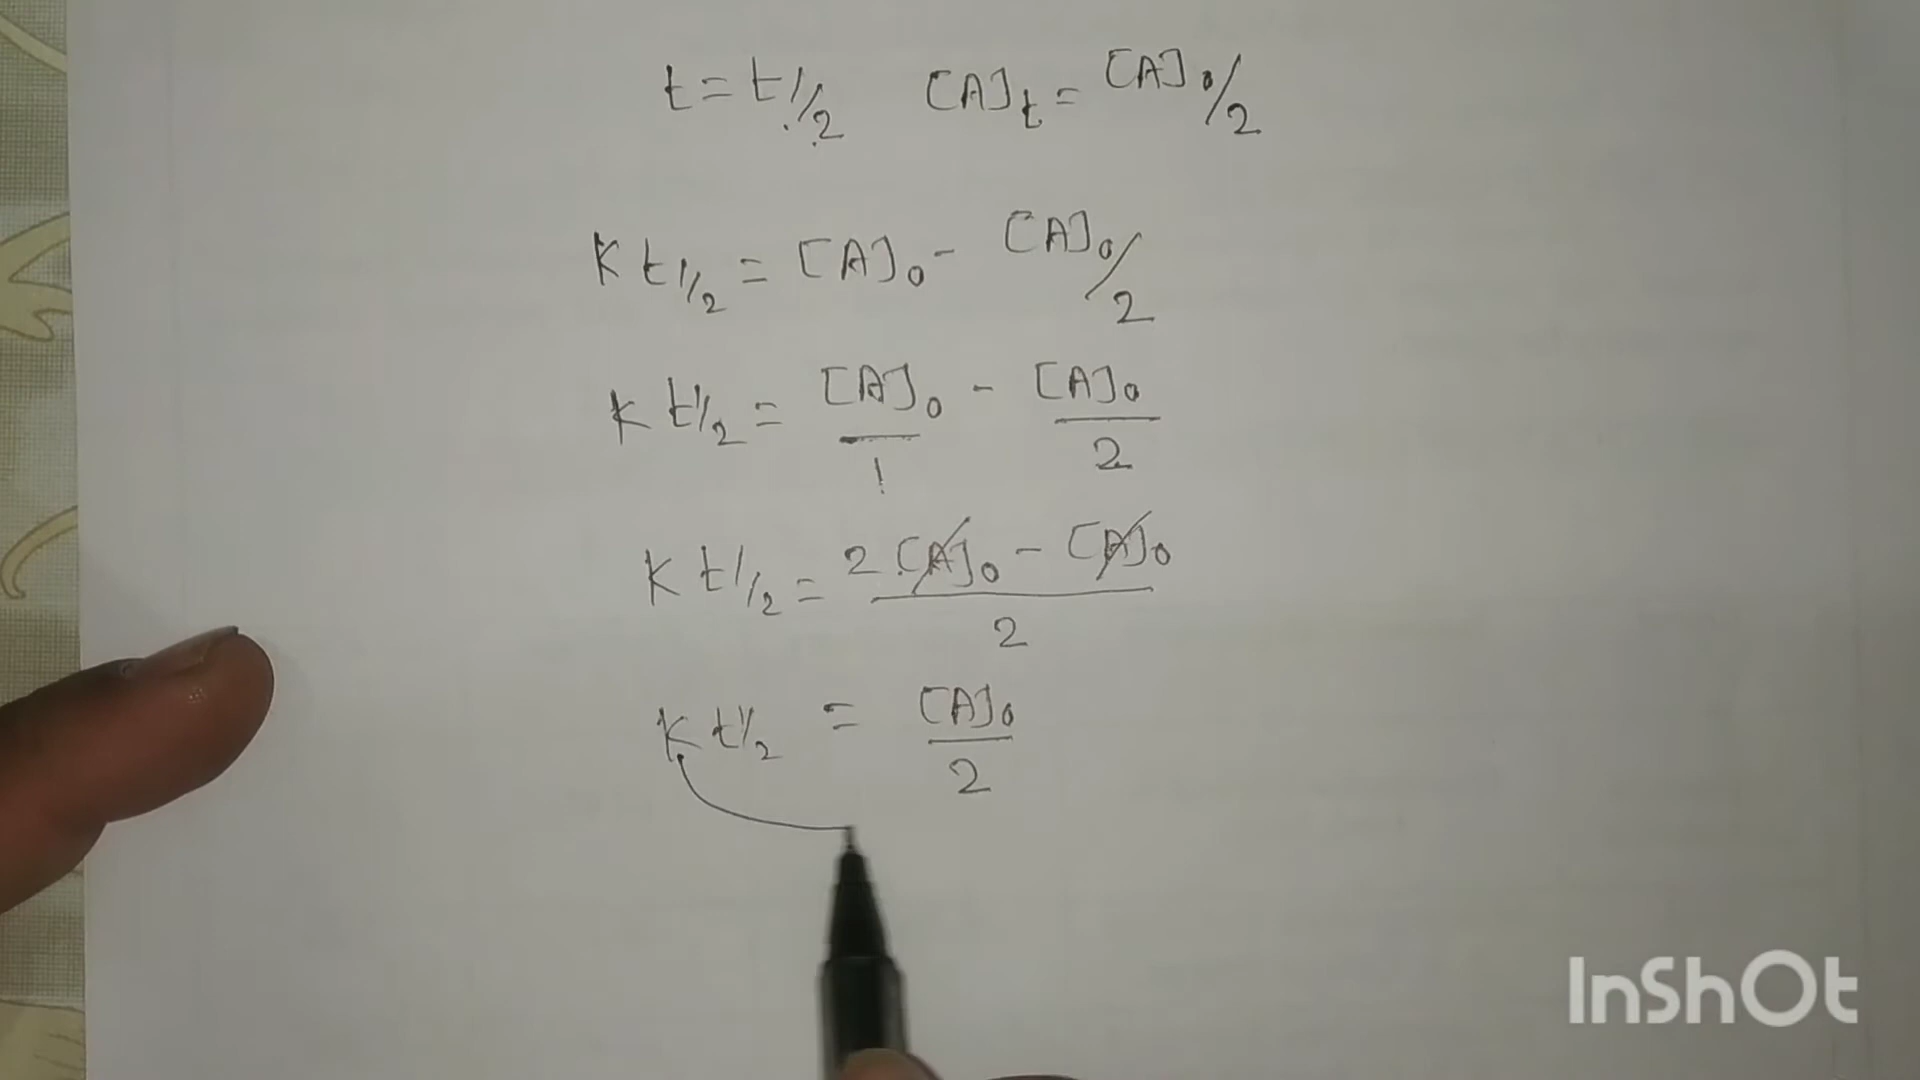 t = t1/2 [A]t = [A]0/2
K t1/2 = [A]0 - [A]0/2
K t1/2 = [A]0/1 - [A]0/2
K t1/2 = 2[A]0 - [A]0/2
K t1/2 = [A]0/2
InShOt